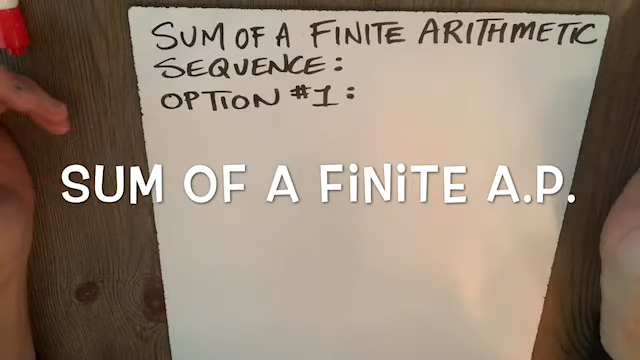 SUM OF A FINITE ARITHMETIC
SEQUENCE:
OPTION #1:
SUM OF A FiNiTE A.P.